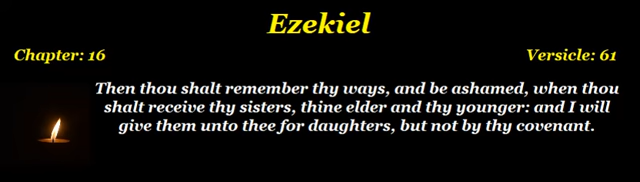 Ezekiel
Chapter: 16 Versicle: 61
Then thou shalt remember thy ways, and be ashamed, when thou
shalt receive thy sisters, thine elder and thy younger: and I will
give them unto thee for daughters, but not by thy covenant.